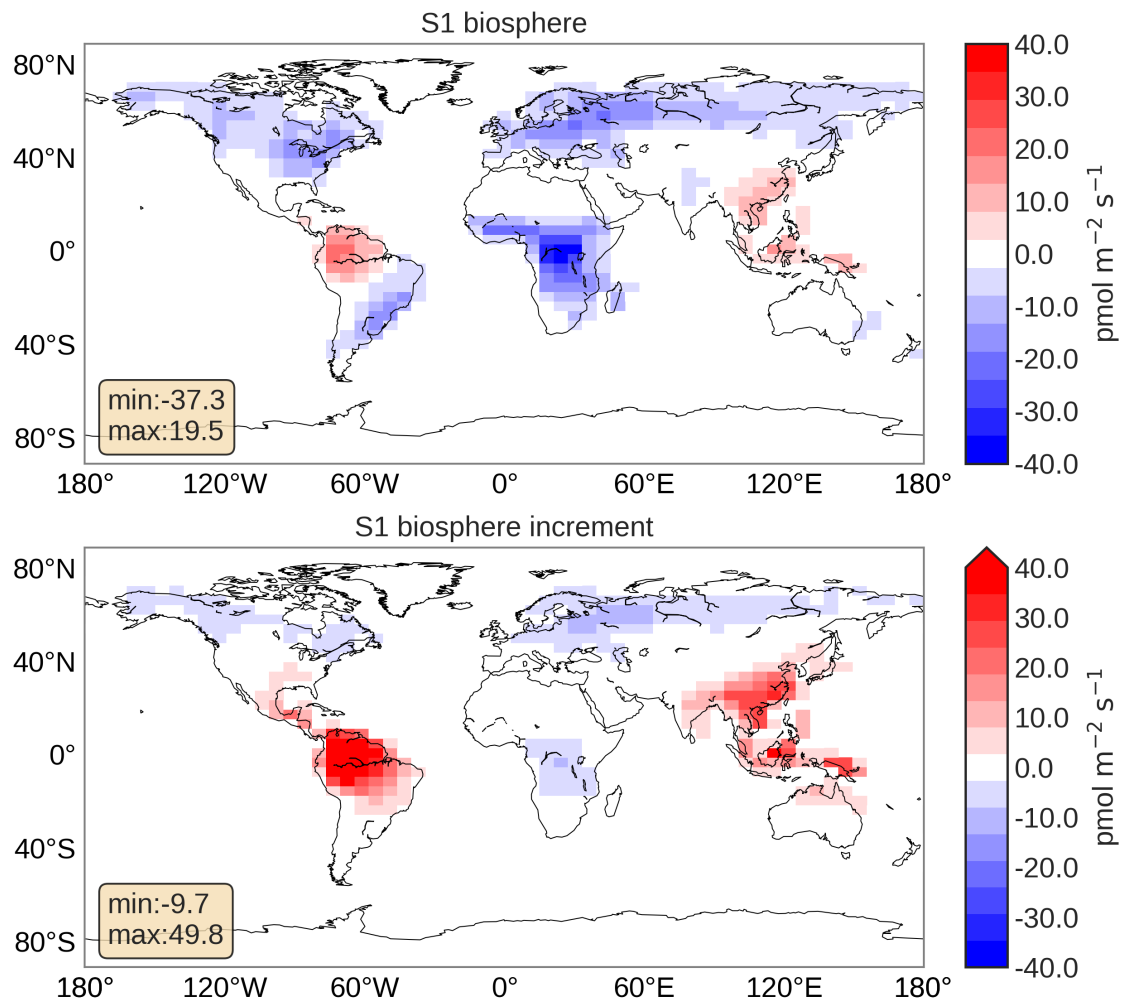 S1 biosphere
80°N
40°N
0°
40°S
80°S
180°
120°W
60°W
0°
60°E
120°E
180°
min:-37.3
max:19.5
40.0
30.0
20.0
10.0
0.0
-10.0
-20.0
-30.0
-40.0
pmol m−2 s−1
S1 biosphere increment
80°N
40°N
0°
40°S
80°S
180°
120°W
60°W
0°
60°E
120°E
180°
min:-9.7
max:49.8
40.0
30.0
20.0
10.0
0.0
-10.0
-20.0
-30.0
-40.0
pmol m−2 s−1